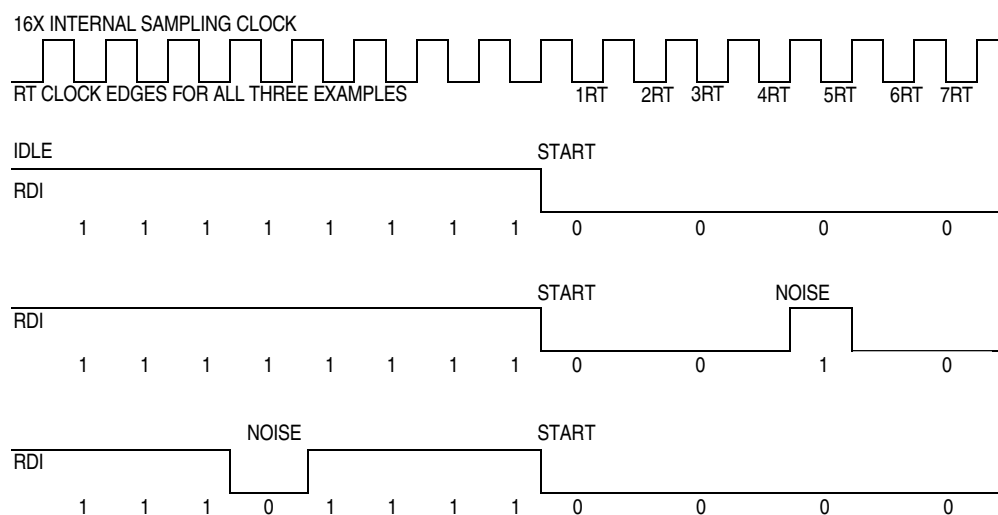 16X INTERNAL SAMPLING CLOCK
RT CLOCK EDGES FOR ALL THREE EXAMPLES 1RT 2RT 3RT 4RT 5RT 6RT 7RT
IDLE START
RDI
1 1 1 1 1 1 1 1 0 0 0 0
START NOISE
RDI
1 1 1 1 1 1 1 1 0 0 1 0
NOISE START
RDI
1 1 1 0 1 1 1 1 0 0 0 0